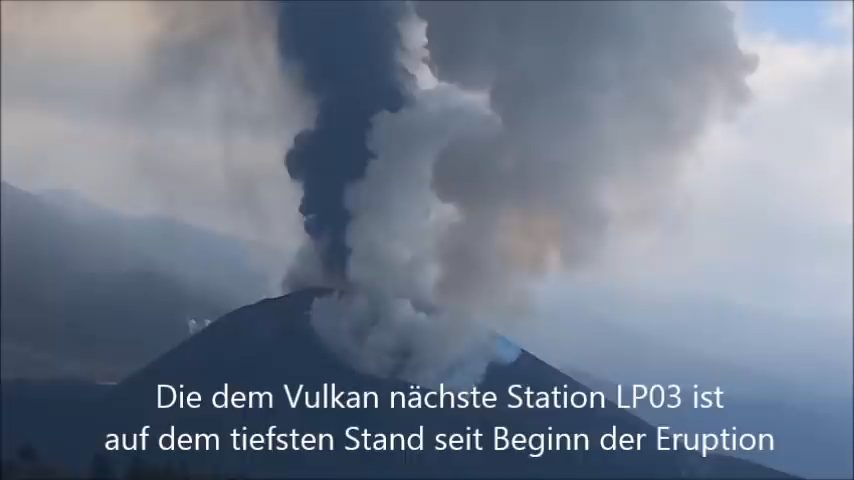 Die dem Vulkan nächste Station LP03 ist
auf dem tiefsten Stand seit Beginn der Eruption